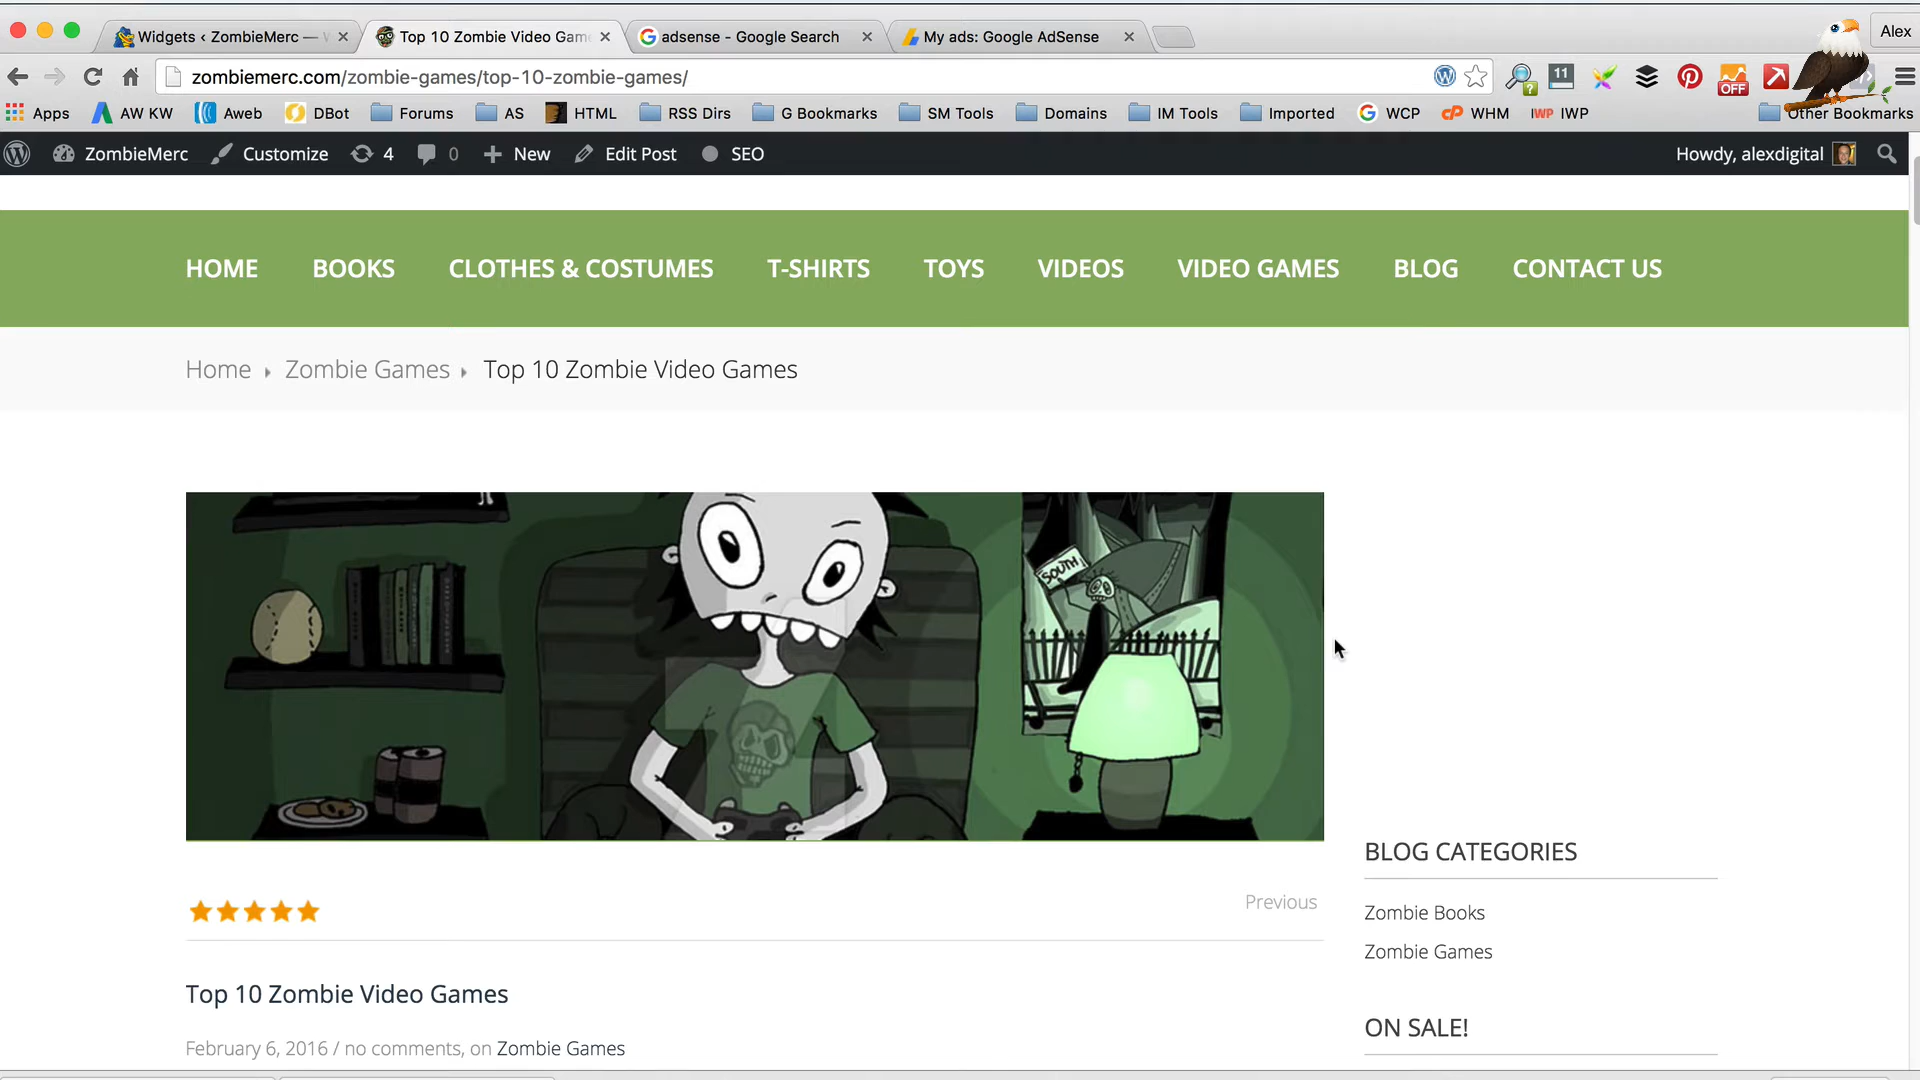 Widgets ‹ ZombieMerc —
Top 10 Zombie Video Gam
adsense - Google Search
My ads: Google AdSense
Alex
zombiemerc.com/zombie-games/top-10-zombie-games/
11
OFF
Apps
AW KW
Aweb
DBot
Forums
AS
HTML
RSS Dirs
G Bookmarks
SM Tools
Domains
IM Tools
Imported
WCP
WHM
IWP IWP
Other Bookmarks
ZombieMerc
Customize
4
0
New
Edit Post
SEO
Howdy, alexdigital
HOME
BOOKS
CLOTHES & COSTUMES
T-SHIRTS
TOYS
VIDEOS
VIDEO GAMES
BLOG
CONTACT US
Home
Zombie Games
Top 10 Zombie Video Games
SOUTH
Previous
BLOG CATEGORIES
Zombie Books
Zombie Games
Top 10 Zombie Video Games
ON SALE!
February 6, 2016 / no comments, on Zombie Games